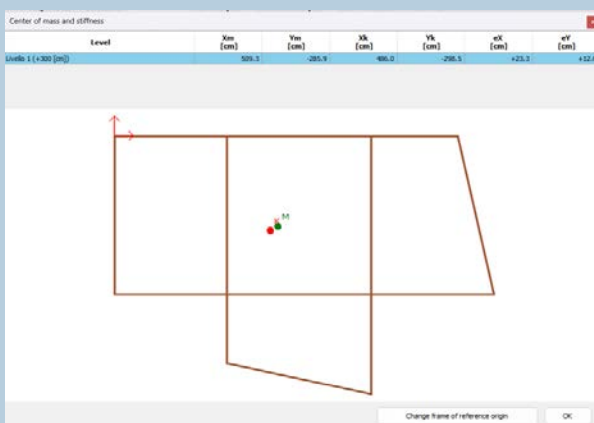 Center of mass and stiffness
Level Xm [cm] Ym [cm] Xk [cm] Yk [cm] eX [cm] eY [cm]
Livello 1 (+300 [cm]) 509.3 -285.9 486.0 -298.5 +23.3
M
Change frame of reference origin OK